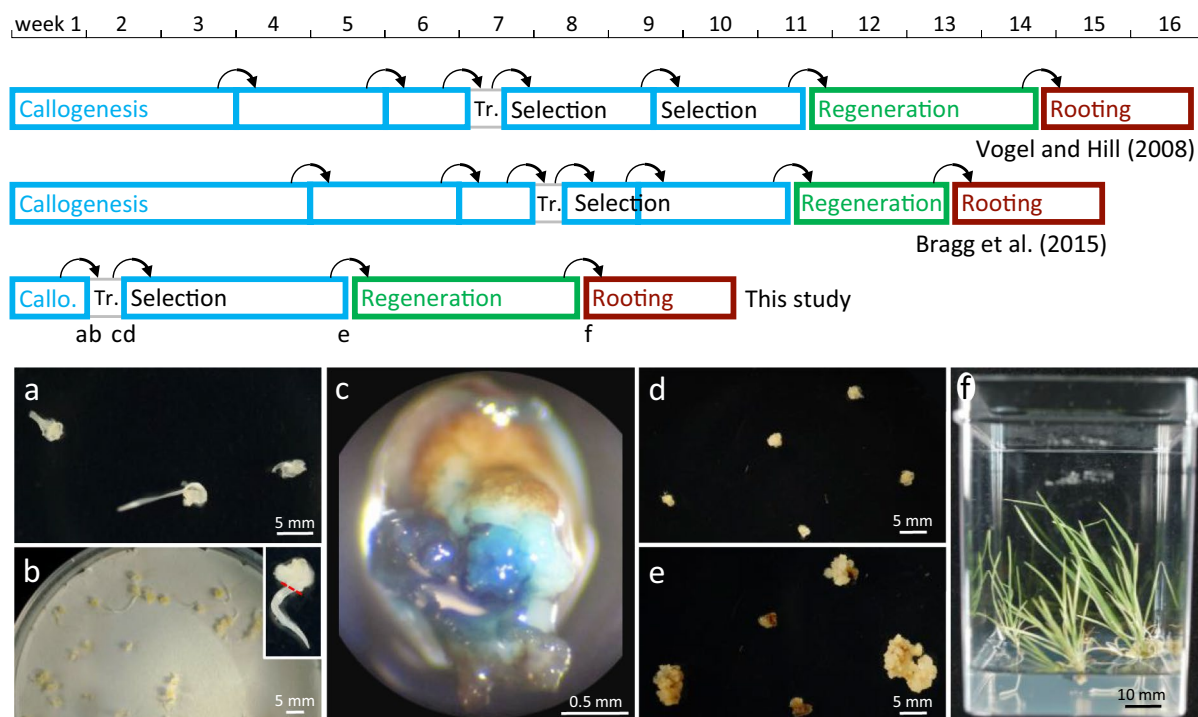 week 1 2 3 4 5 6 7 8 9 10 11 12 13 14 15 16
Callogenesis Tr. Selection Selection Regeneration Rooting
Vogel and Hill (2008)
Callogenesis Tr. Selection Regeneration Rooting
Bragg et al. (2015)
Callo. Tr. Selection Regeneration Rooting This study
ab cd e f
a
5 mm
b
5 mm
c
0.5 mm
d
5 mm
e
5 mm
f
10 mm